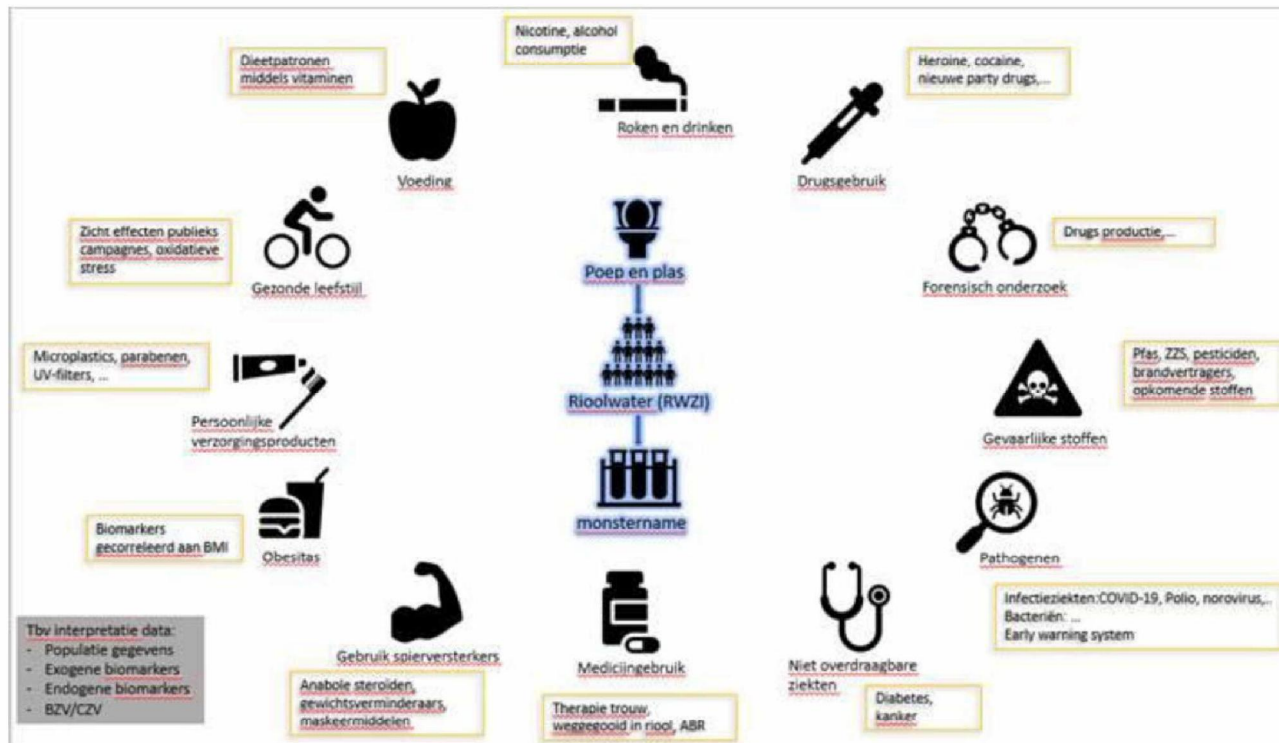 Nicotine, alcohol
consumptie
Roken en drinken
Dieetpatronen
middels vitaminen
Voeding
Heroine, cocaine,
nieuwe party drugs,...
Drugsgebruik
Zicht effecten publieks
campagnes, oxidatieve
stress
Gezonde leefstijl
Poep en plas
Drugs productie,...
Forensisch onderzoek
Microplastics, parabenen,
UV-filters, ...
Persoonlijke
verzorgingsproducten
Rioolwater (RWZI)
Pfas, ZZS, pesticiden,
brandvertragers,
opkomende stoffen
Gevaarlijke stoffen
Biomarkers
gecorreleerd aan BMI
Obesitas
monstername
Pathogenen
Infectieziekten:COVID-19, Polio, norovirus,..
Bacteriën: ...
Early warning system
Tbv interpretatie data:
- Populatie gegevens
- Exogene biomarkers
- Endogene biomarkers
- BZV/CZV
Gebruik spierversterkers
Anabole steroïden,
gewichtsverminderaars,
maskeermiddelen
Medicijngebruik
Therapie trouw,
weggegooid in riool, ABR
Niet overdraagbare
ziekten
Diabetes,
kanker